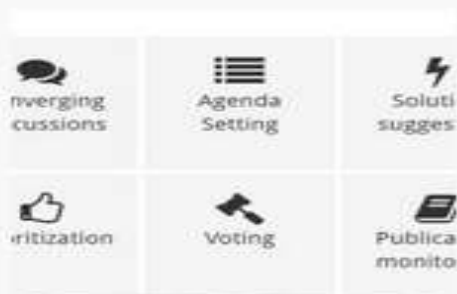 nverging
cussions
Agenda
Setting
Soluti
sugges
ritization
Voting
Publica
monito